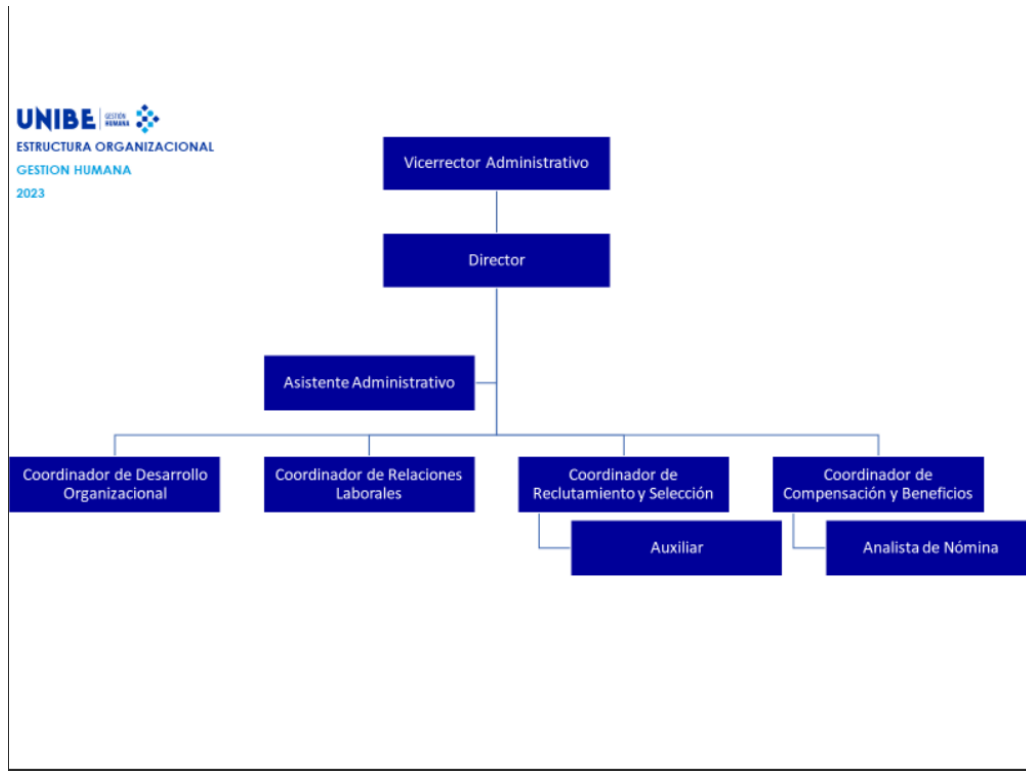 UNIBE
GESTIÓN
HUMANA
ESTRUCTURA ORGANIZACIONAL
GESTION HUMANA
2023
Vicerrector Administrativo
Director
Asistente Administrativo
Coordinador de Desarrollo
Organizacional
Coordinador de Relaciones
Laborales
Coordinador de
Reclutamiento y Selección
Coordinador de
Compensación y Beneficios
Auxiliar
Analista de Nómina